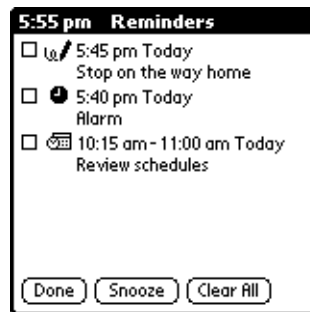 5:55 pm Reminders
5:45 pm Today
Stop on the way home
5:40 pm Today
Alarm
10:15 am - 11:00 am Today
Review schedules
Done Snooze Clear All